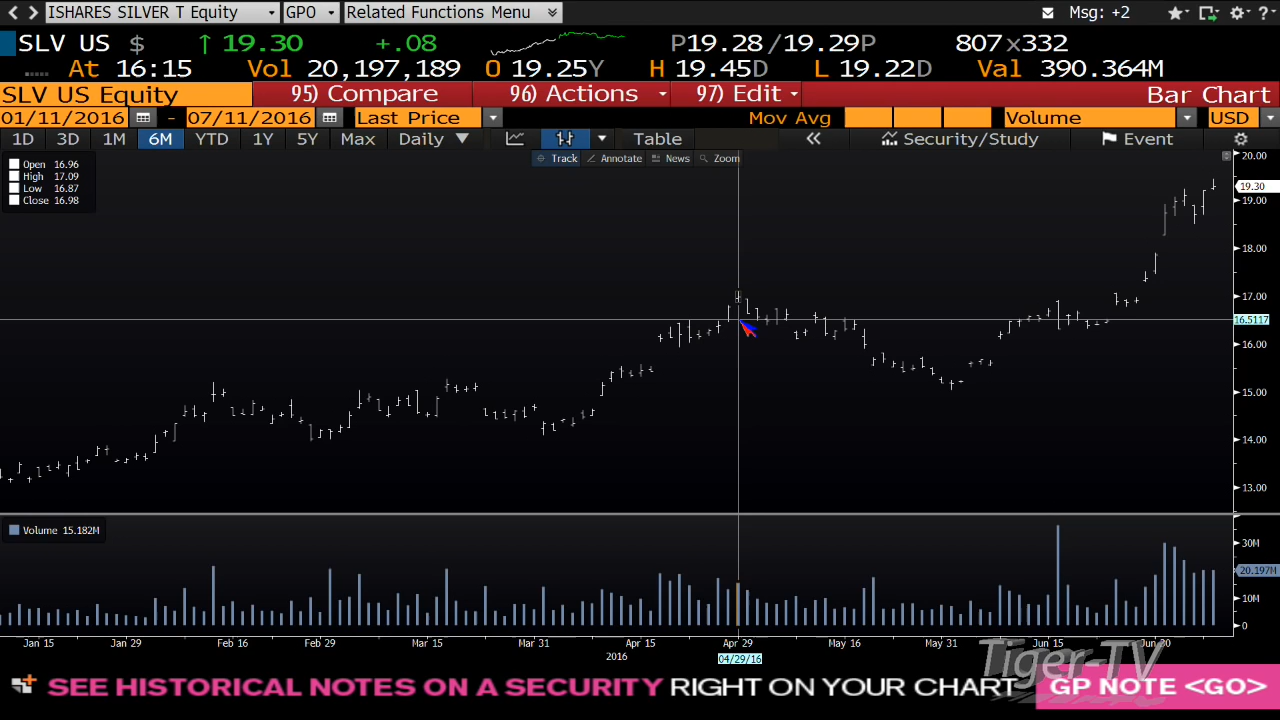 ISHARES SILVER T Equity GPO Related Functions Menu Msg: +2 ?
SLV US $ ↑ 19.30 +.08 P19.28 /19.29P 807x332
At 16:15 Vol 20,197,189 O 19.25Y H 19.45D L 19.22D Val 390.364M
SLV US Equity 95) Compare 96) Actions 97) Edit Bar Chart
01/11/2016 - 07/11/2016 Last Price Mov Avg Volume USD
1D 3D 1M 6M YTD 1Y 5Y Max Daily ▼ Table « Security/Study Event
Track Annotate News Zoom
Open 16.96
High 17.09
Low 16.87
Close 16.98
20.00
19.30
19.00
18.00
17.00
16.5117
16.00
15.00
14.00
13.00
Volume 15.182M
30M
20.197M
10M
0
Jan 15 Jan 29 Feb 16 Feb 29 Mar 15 Mar 31 Apr 15 Apr 29 May 16 May 31 Jun 15 Jun 30
2016 04/29/16
Tiger-TV
SEE HISTORICAL NOTES ON A SECURITY RIGHT ON YOUR CHART GP NOTE <GO>